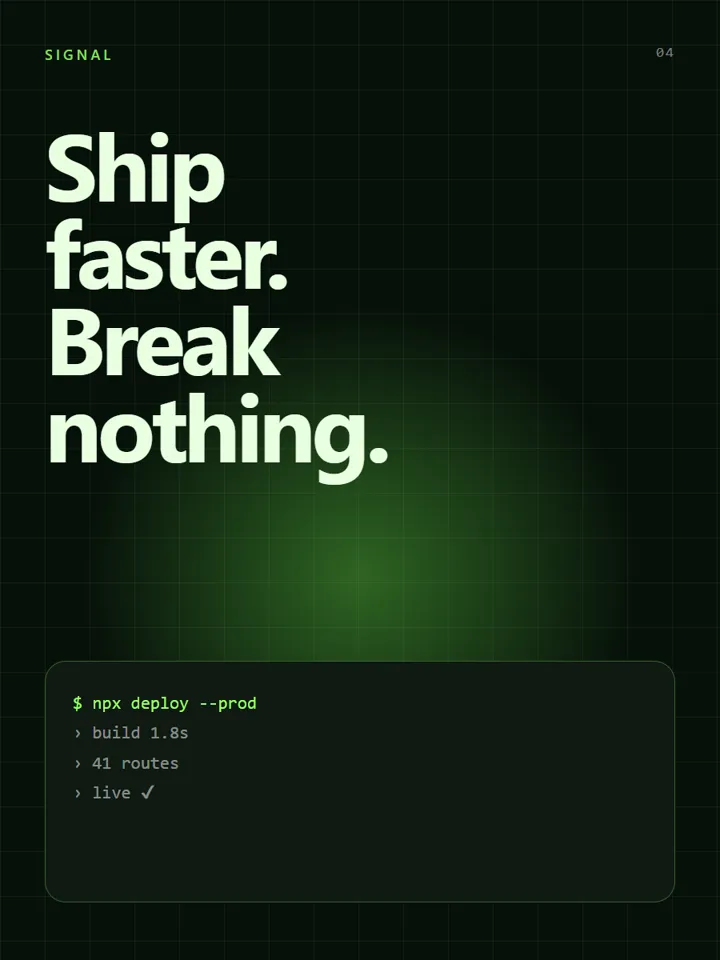 SIGNAL
04
Ship
faster.
Break
nothing.
$ npx deploy --prod
› build 1.8s
› 41 routes
› live ✓